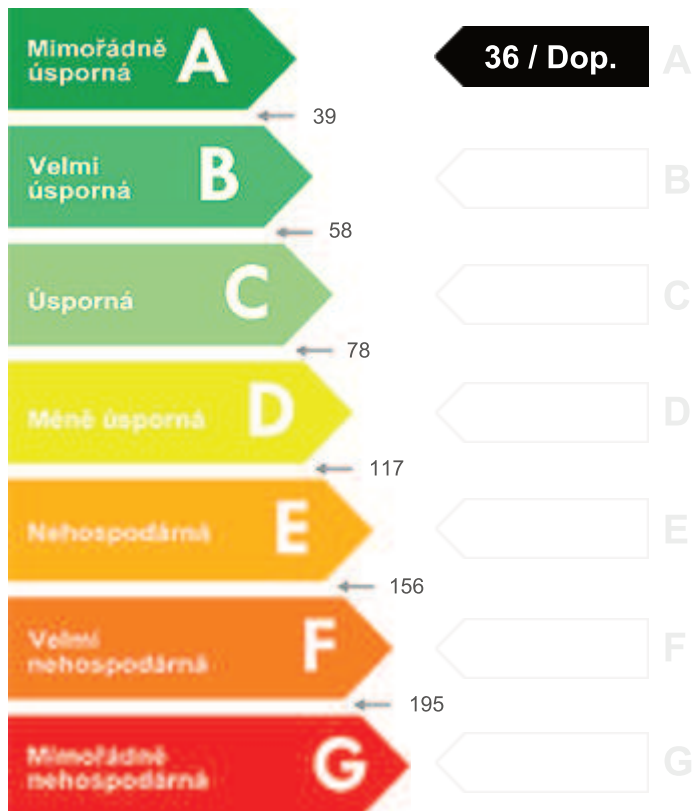 Mimořádně
úsporná
A
36 / Dop.
A
39
Velmi
úsporná
B
B
58
Úsporná
C
C
78
Méně úsporná
D
D
117
Nehospodárná
E
E
156
Velmi
nehospodárná
F
F
195
Mimořádně
nehospodárná
G
G